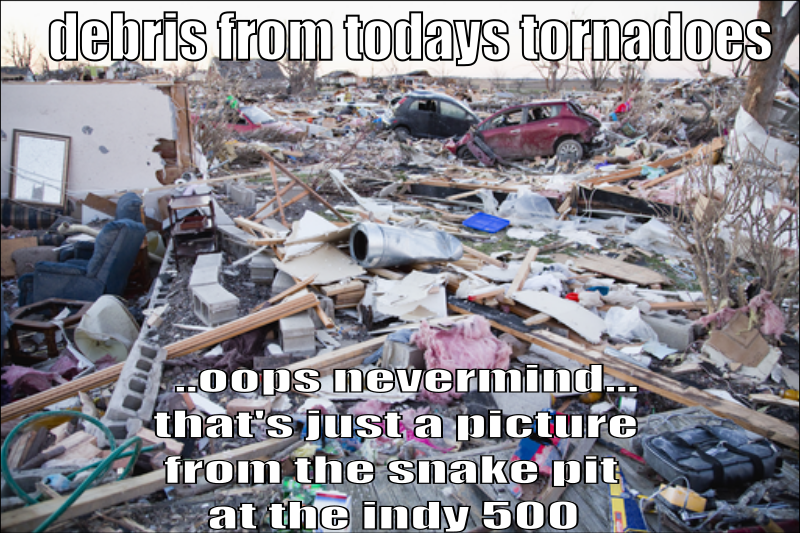 debris from todays tornadoes
..oops nevermind...
that's just a picture
from the snake pit
at the indy 500